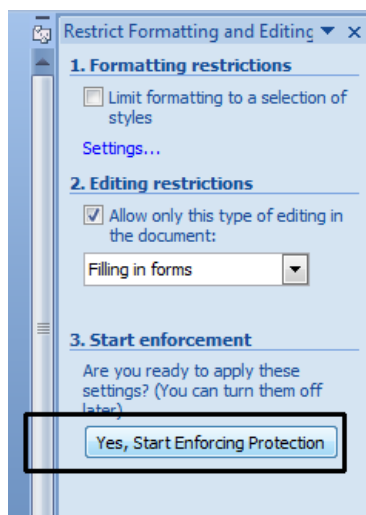 Restrict Formatting and Editing
1. Formatting restrictions
Limit formatting to a selection of
styles
Settings...
2. Editing restrictions
Allow only this type of editing in
the document:
Filling in forms
3. Start enforcement
Are you ready to apply these
settings? (You can turn them off
later)
Yes, Start Enforcing Protection